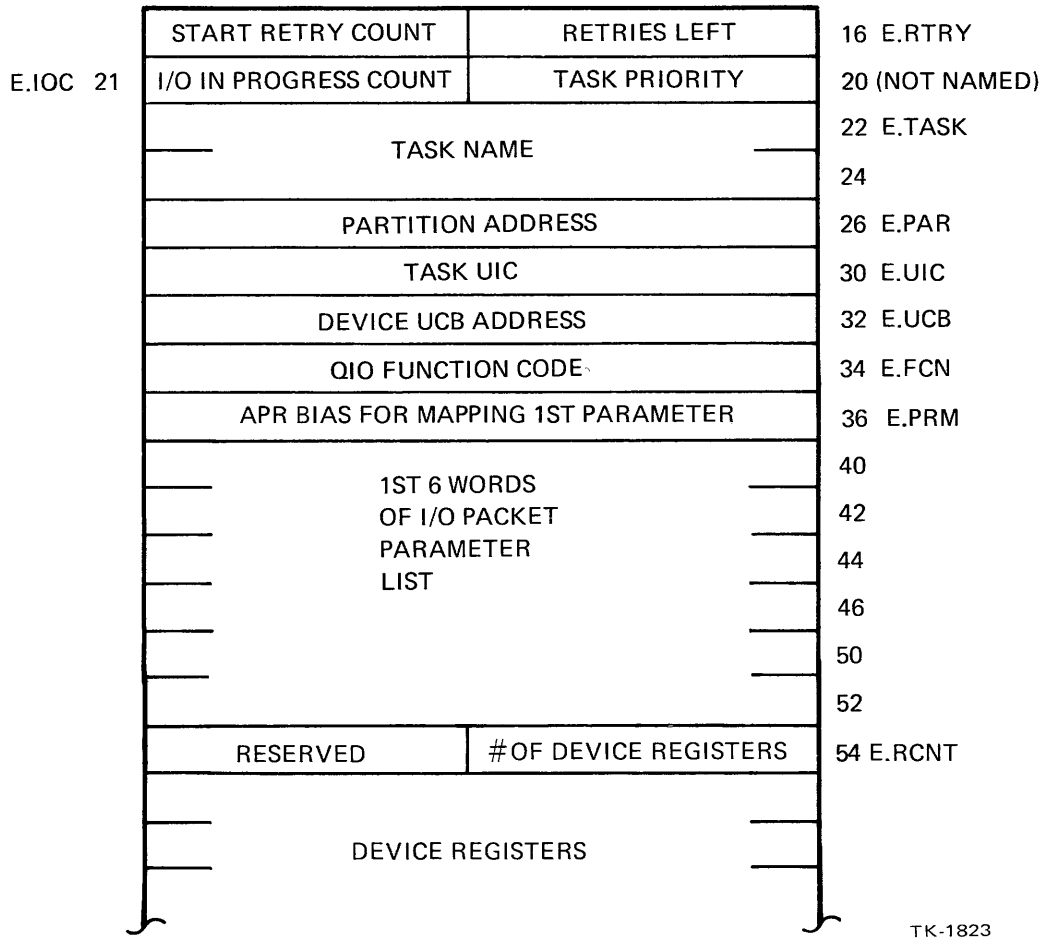 START RETRY COUNT RETRIES LEFT 16 E.RTRY
E.IOC 21 I/O IN PROGRESS COUNT TASK PRIORITY 20 (NOT NAMED)
22 E.TASK
TASK NAME
24
PARTITION ADDRESS 26 E.PAR
TASK UIC 30 E.UIC
DEVICE UCB ADDRESS 32 E.UCB
QIO FUNCTION CODE 34 E.FCN
APR BIAS FOR MAPPING 1ST PARAMETER 36 E.PRM
40
1ST 6 WORDS
OF I/O PACKET 42
PARAMETER
44
LIST
46
50
52
RESERVED #OF DEVICE REGISTERS 54 E.RCNT
DEVICE REGISTERS
TK-1823